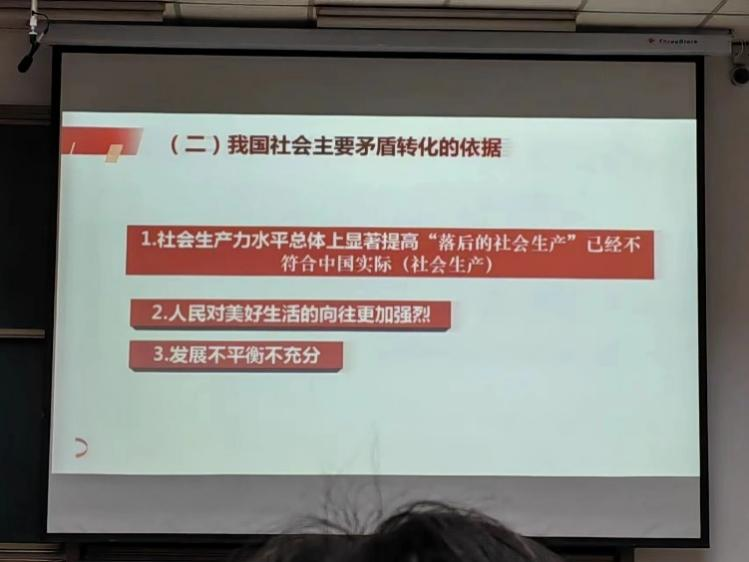 ThreeBlack
（二）我国社会主要矛盾转化的依据
1.社会生产力水平总体上显著提高“落后的社会生产”已经不
符合中国实际（社会生产）
2.人民对美好生活的向往更加强烈
3.发展不平衡不充分